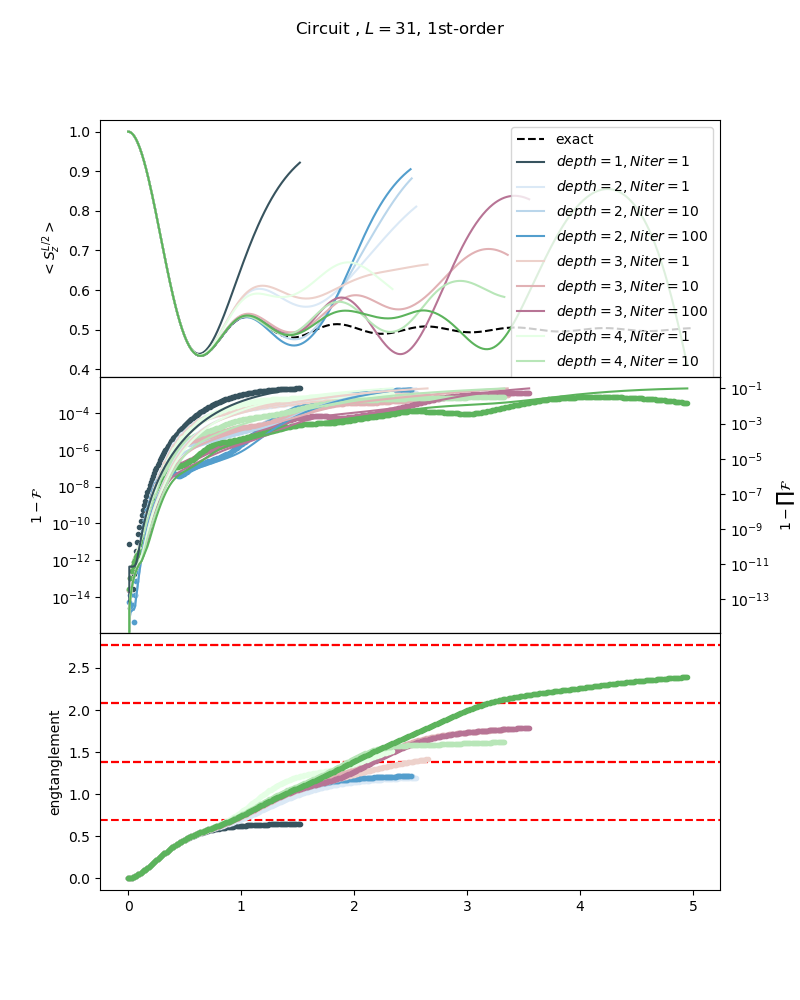 Circuit , L = 31, 1st-order
1.0
0.9
0.8
0.7
0.6
0.5
0.4
< S_z^{L/2} >
exact
depth = 1, Niter = 1
depth = 2, Niter = 1
depth = 2, Niter = 10
depth = 2, Niter = 100
depth = 3, Niter = 1
depth = 3, Niter = 10
depth = 3, Niter = 100
depth = 4, Niter = 1
depth = 4, Niter = 10
10^{-4}
10^{-6}
10^{-8}
10^{-10}
10^{-12}
10^{-14}
1 − ℱ
10^{-1}
10^{-3}
10^{-5}
10^{-7}
10^{-9}
10^{-11}
10^{-13}
1 − ∏ ℱ
2.5
2.0
1.5
1.0
0.5
0.0
engtanglement
0 1 2 3 4 5